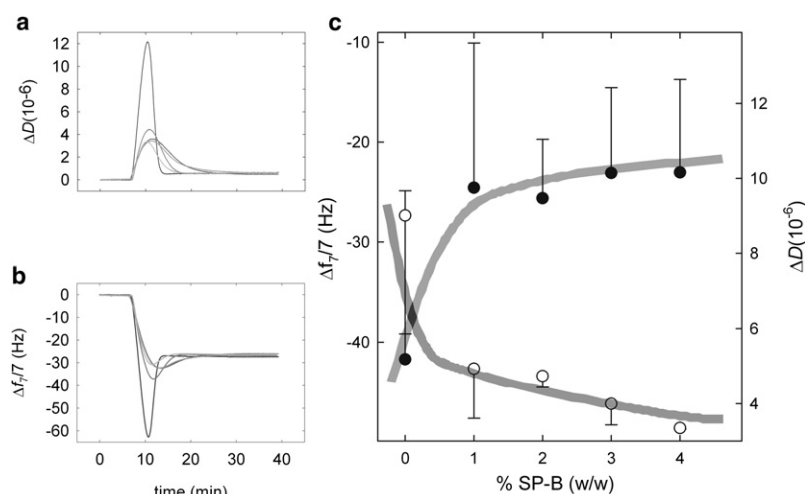 a
12
10
8
6
4
2
0
ΔD(10-6)
b
0
-10
-20
-30
-40
-50
-60
Δf7/7 (Hz)
0 10 20 30 40
time (min)
c
-10
-20
-30
-40
Δf7/7 (Hz)
12
10
8
6
4
ΔD(10-6)
0 1 2 3 4
% SP-B (w/w)